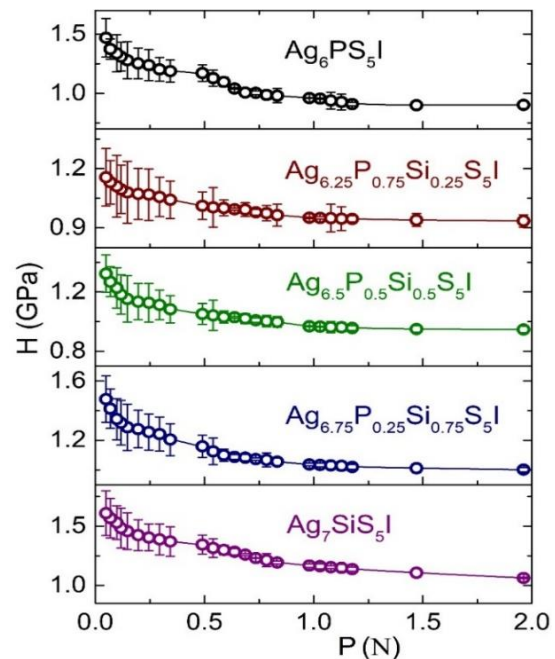 1.5
1.0
Ag₆PS₅I
1.2
0.9
Ag₆.₂₅P₀.₇₅Si₀.₂₅S₅I
1.2
0.8
Ag₆.₅P₀.₅Si₀.₅S₅I
1.6
1.2
Ag₆.₇₅P₀.₂₅Si₀.₇₅S₅I
1.5
1.0
Ag₇SiS₅I
H (GPa)
0.0 0.5 1.0 1.5 2.0
P (N)